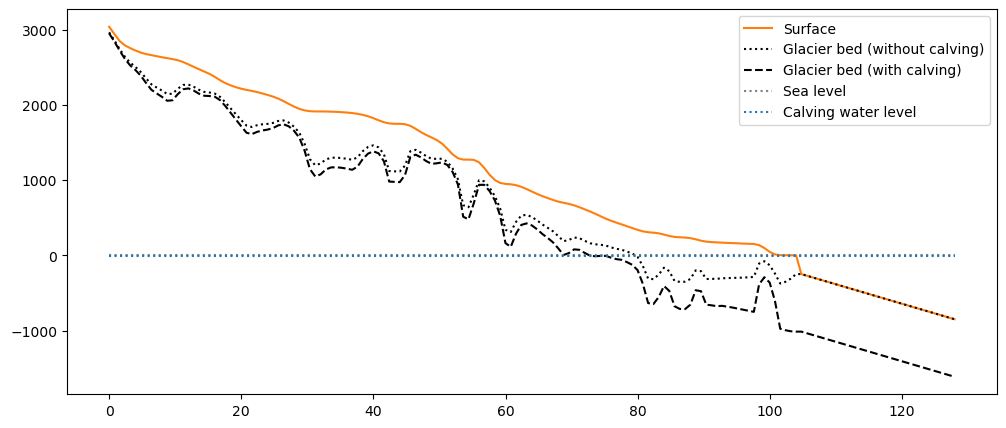 3000
2000
1000
0
−1000
0
20
40
60
80
100
120
Surface
Glacier bed (without calving)
Glacier bed (with calving)
Sea level
Calving water level